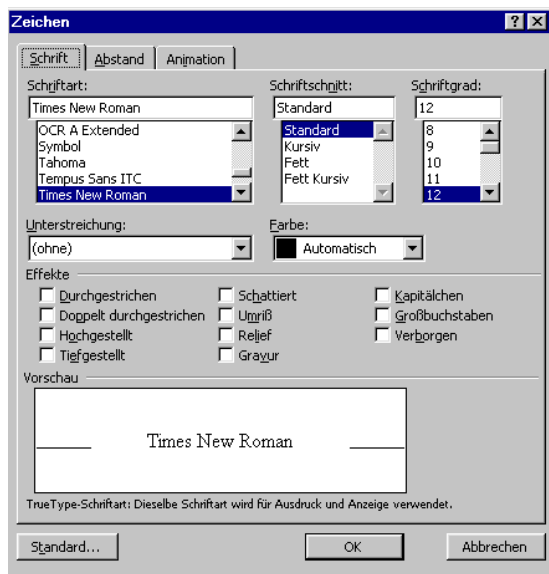 Zeichen
Schrift Abstand Animation
Schriftart: Schriftschnitt: Schriftgrad:
Times New Roman Standard 12
OCR A Extended Standard 8
Symbol Kursiv 9
Tahoma Fett 10
Tempus Sans ITC Fett Kursiv 11
Times New Roman 12
Unterstreichung: Farbe:
(ohne) Automatisch
Effekte
Durchgestrichen Schattiert Kapitälchen
Doppelt durchgestrichen Umriß Großbuchstaben
Hochgestellt Relief Verborgen
Tiefgestellt Gravur
Vorschau
Times New Roman
TrueType-Schriftart: Dieselbe Schriftart wird für Ausdruck und Anzeige verwendet.
Standard... OK Abbrechen